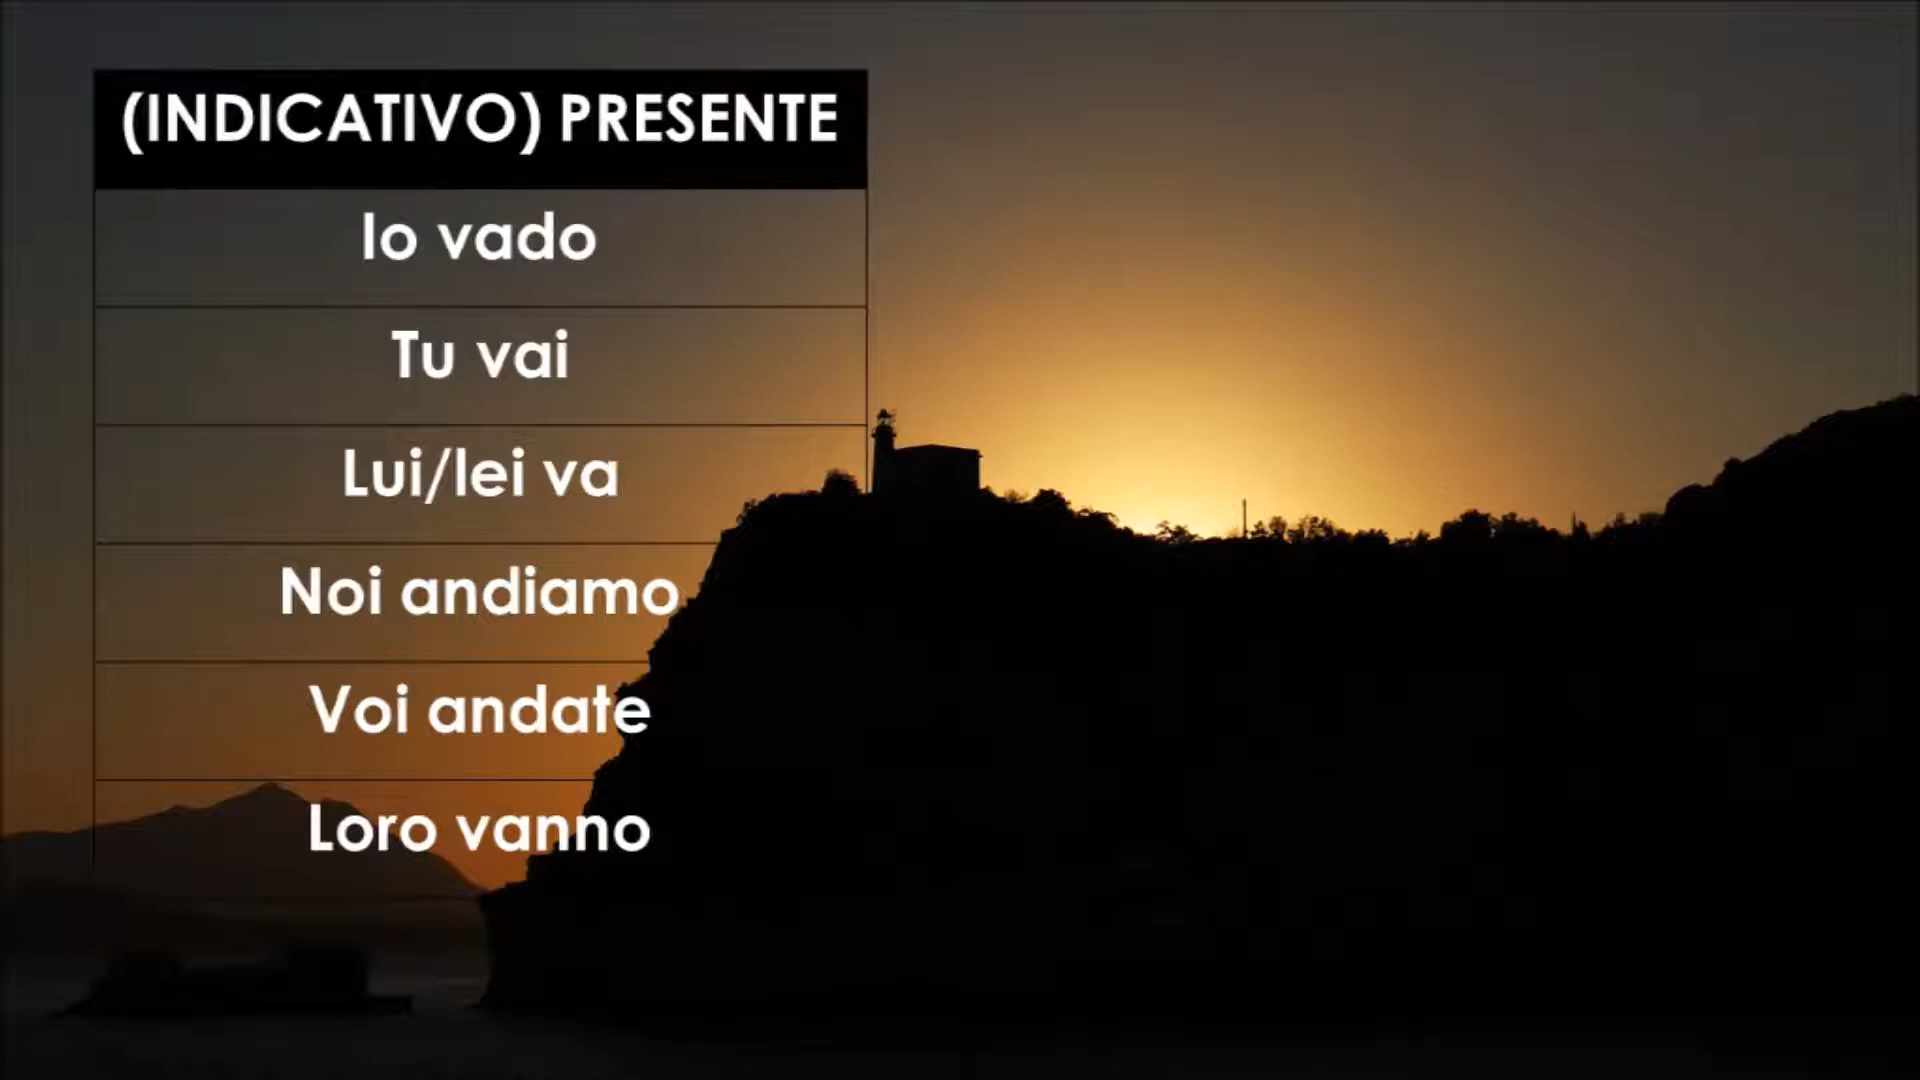 (INDICATIVO) PRESENTE
Io vado
Tu vai
Lui/lei va
Noi andiamo
Voi andate
Loro vanno